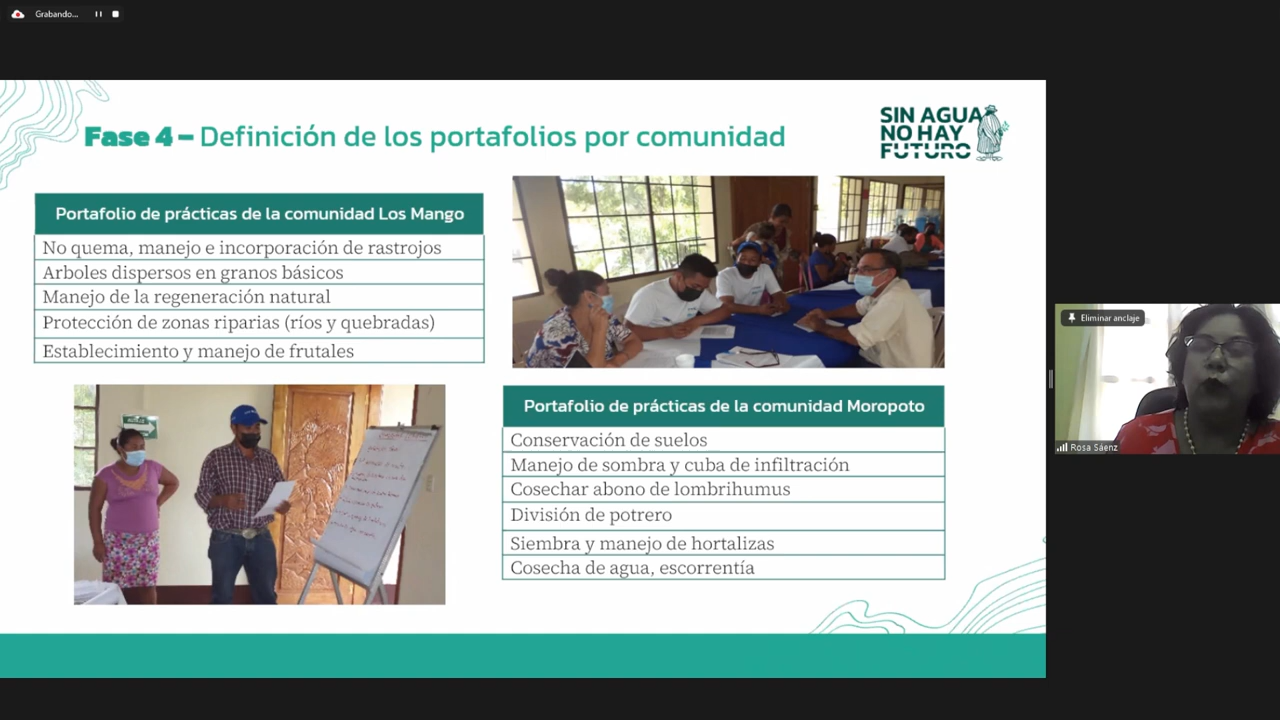 Grabando...
Fase 4 – Definición de los portafolios por comunidad
SIN AGUA
NO HAY
FUTURO
Portafolio de prácticas de la comunidad Los Mango
No quema, manejo e incorporación de rastrojos
Arboles dispersos en granos básicos
Manejo de la regeneración natural
Protección de zonas riparias (ríos y quebradas)
Establecimiento y manejo de frutales
Portafolio de prácticas de la comunidad Moropoto
Conservación de suelos
Manejo de sombra y cuba de infiltración
Cosechar abono de lombrihumus
División de potrero
Siembra y manejo de hortalizas
Cosecha de agua, escorrentía
Eliminar anclaje
Rosa Sáenz